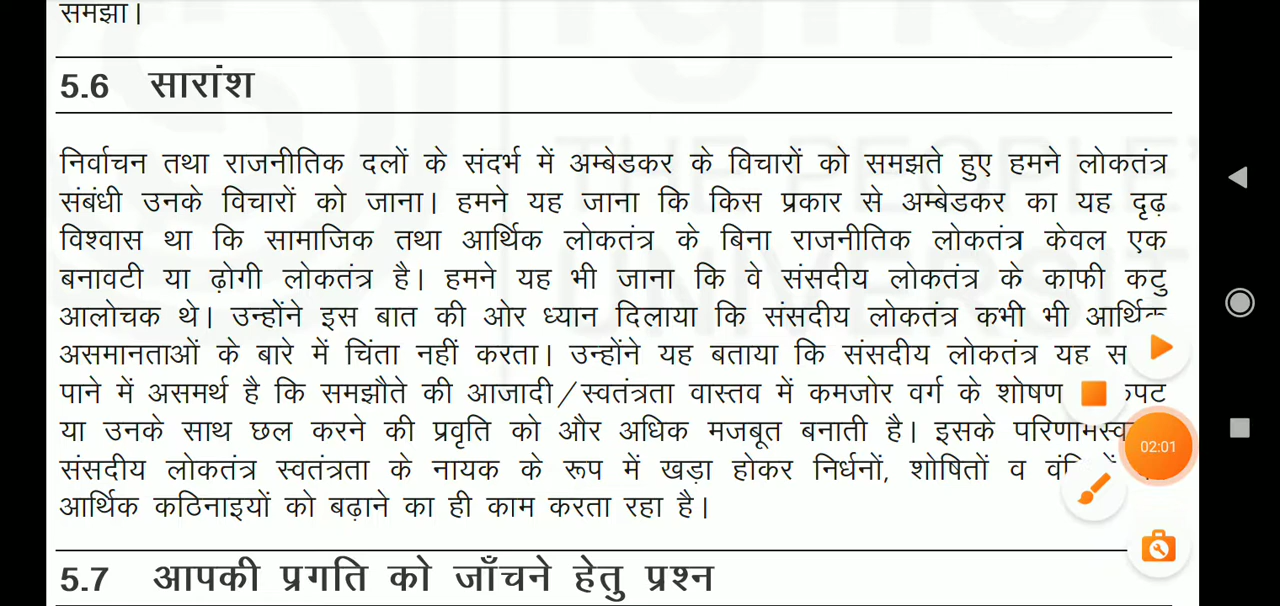 समझा।
5.6 सारांश
निर्वाचन तथा राजनीतिक दलों के संदर्भ में अम्बेडकर के विचारों को समझते हुए हमने लोकतंत्र
संबंधी उनके विचारों को जाना। हमने यह जाना कि किस प्रकार से अम्बेडकर का यह दृढ़
विश्वास था कि सामाजिक तथा आर्थिक लोकतंत्र के बिना राजनीतिक लोकतंत्र केवल एक
बनावटी या ढ़ोगी लोकतंत्र है। हमने यह भी जाना कि वे संसदीय लोकतंत्र के काफी कटु
आलोचक थे। उन्होंने इस बात की ओर ध्यान दिलाया कि संसदीय लोकतंत्र कभी भी आर्थिक
असमानताओं के बारे में चिंता नहीं करता। उन्होंने यह बताया कि संसदीय लोकतंत्र यह
पाने में असमर्थ है कि समझौते की आजादी/स्वतंत्रता वास्तव में कमजोर वर्ग के शोषण
या उनके साथ छल करने की प्रवृति को और अधिक मजबूत बनाती है। इसके
02:01
संसदीय लोकतंत्र स्वतंत्रता के नायक के रूप में खड़ा होकर निर्धनों, शोषितों व
आर्थिक कठिनाइयों को बढ़ाने का ही काम करता रहा है।
5.7 आपकी प्रगति को जाँचने हेतु प्रश्न